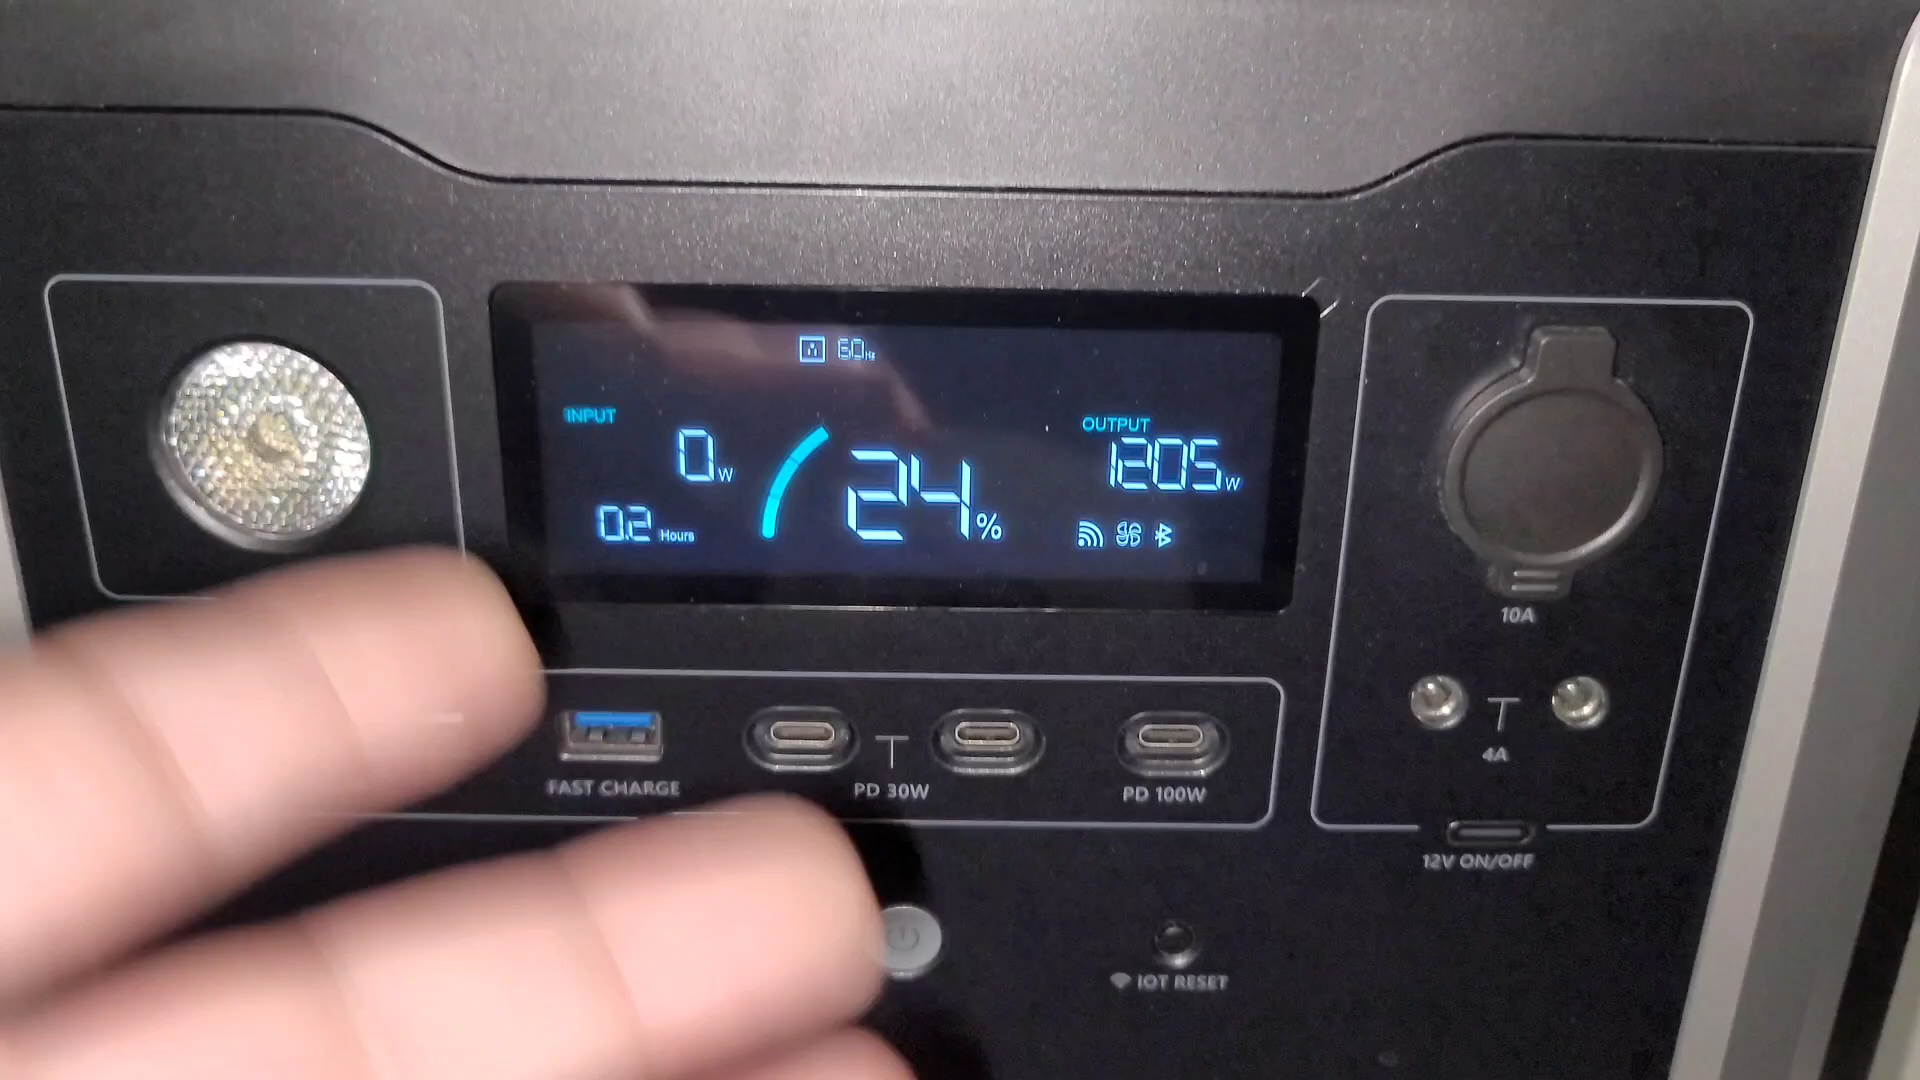 60Hz
INPUT
OUTPUT
0W
1205W
24%
0.2 Hours
10A
4A
FAST CHARGE
PD 30W
PD 100W
12V ON/OFF
IOT RESET